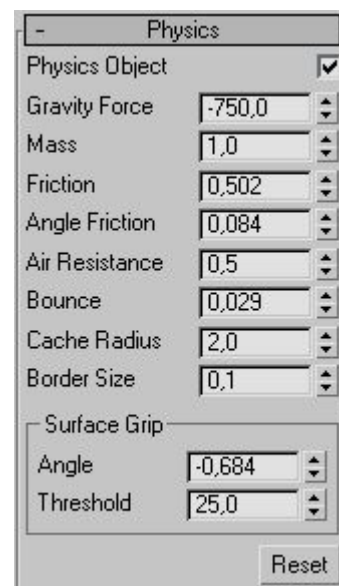 - Physics
Physics Object
Gravity Force -750,0
Mass 1,0
Friction 0,502
Angle Friction 0,084
Air Resistance 0,5
Bounce 0,029
Cache Radius 2,0
Border Size 0,1
Surface Grip
Angle -0,684
Threshold 25,0
Reset